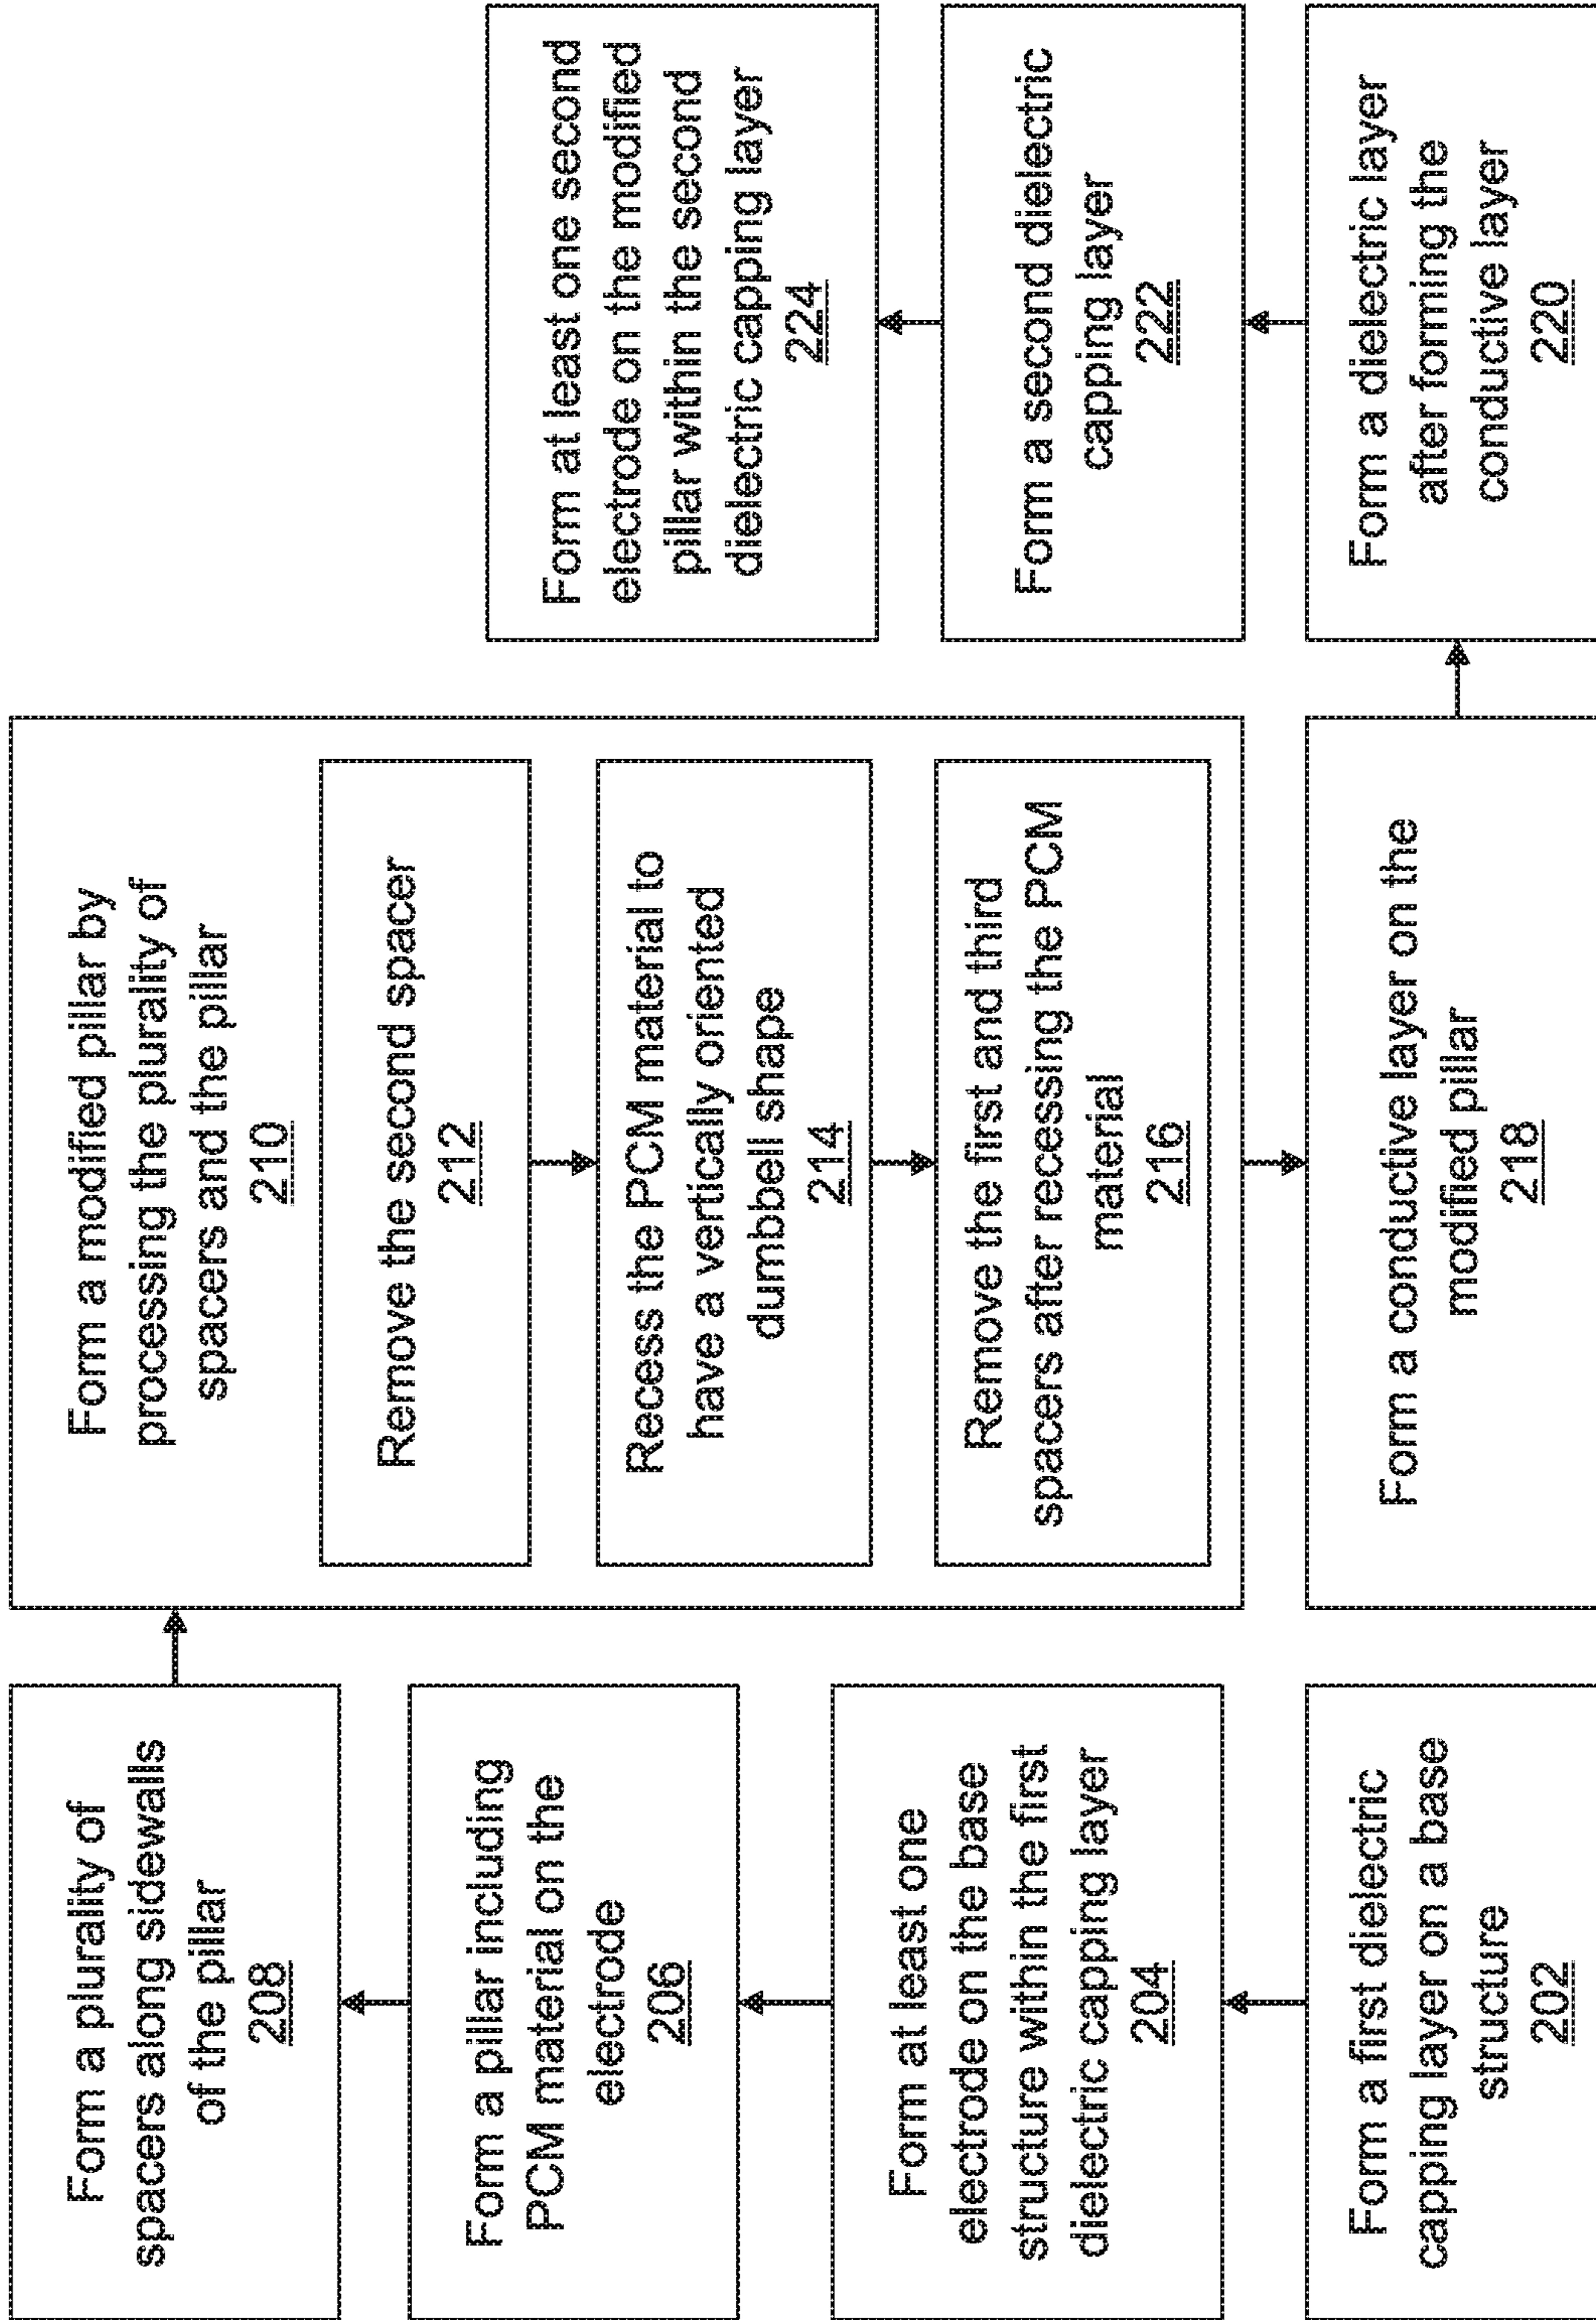 Form a first dielectric
capping layer on a base
structure
202
Form at least one
electrode on the base
structure within the first
dielectric capping layer
204
Form a pillar including
PCM material on the
electrode
206
Form a plurality of
spacers along sidewalls
of the pillar
208
Form a modified pillar by
processing the plurality of
spacers and the pillar
210
Remove the second spacer
212
Recess the PCM material to
have a vertically oriented
dumbbell shape
214
Remove the first and third
spacers after recessing the PCM
material
216
Form a conductive layer on the
modified pillar
218
Form a dielectric layer
after forming the
conductive layer
220
Form a second dielectric
capping layer
222
Form at least one second
electrode on the modified
pillar within the second
dielectric capping layer
224